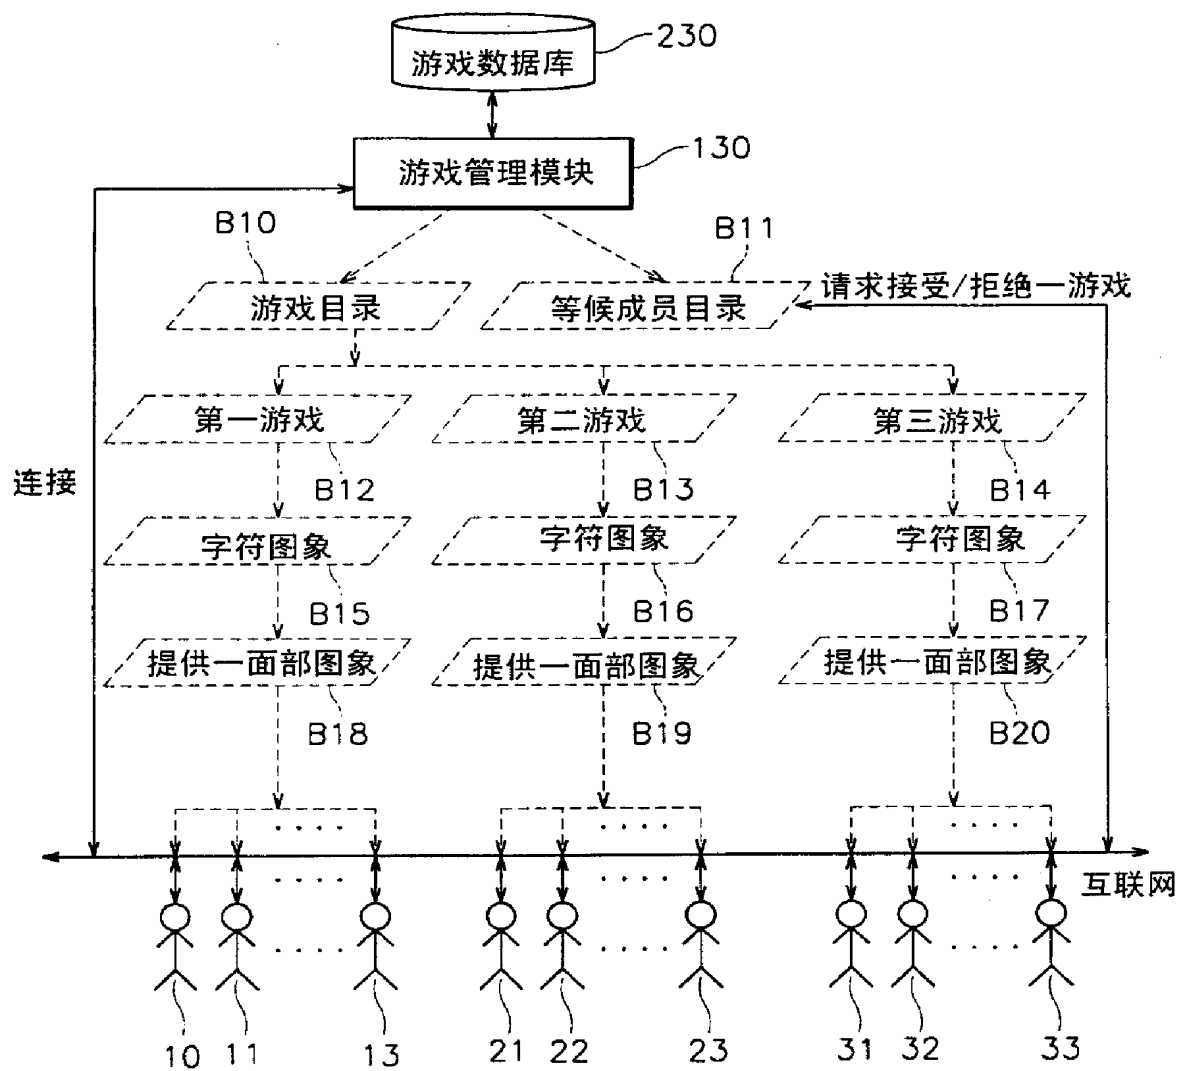 游戏数据库
230
游戏管理模块
130
B10
B11
游戏目录
等候成员目录
请求接受/拒绝一游戏
第一游戏
第二游戏
第三游戏
连接
B12
B13
B14
字符图象
字符图象
字符图象
B15
B16
B17
提供一面部图象
提供一面部图象
提供一面部图象
B18
B19
B20
互联网
10
11
13
21
22
23
31
32
33